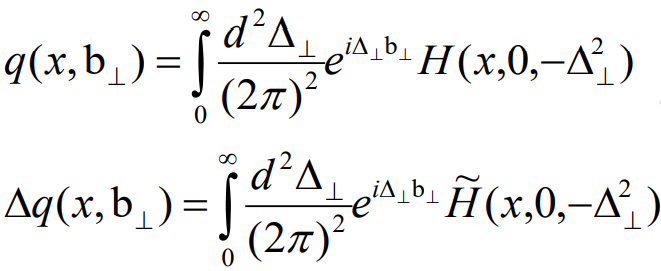 q(x,b⊥) = ∫₀^∞ d²Δ⊥/(2π)² e^{iΔ⊥b⊥} H(x,0,−Δ⊥²)
Δq(x,b⊥) = ∫₀^∞ d²Δ⊥/(2π)² e^{iΔ⊥b⊥} H̃(x,0,−Δ⊥²)